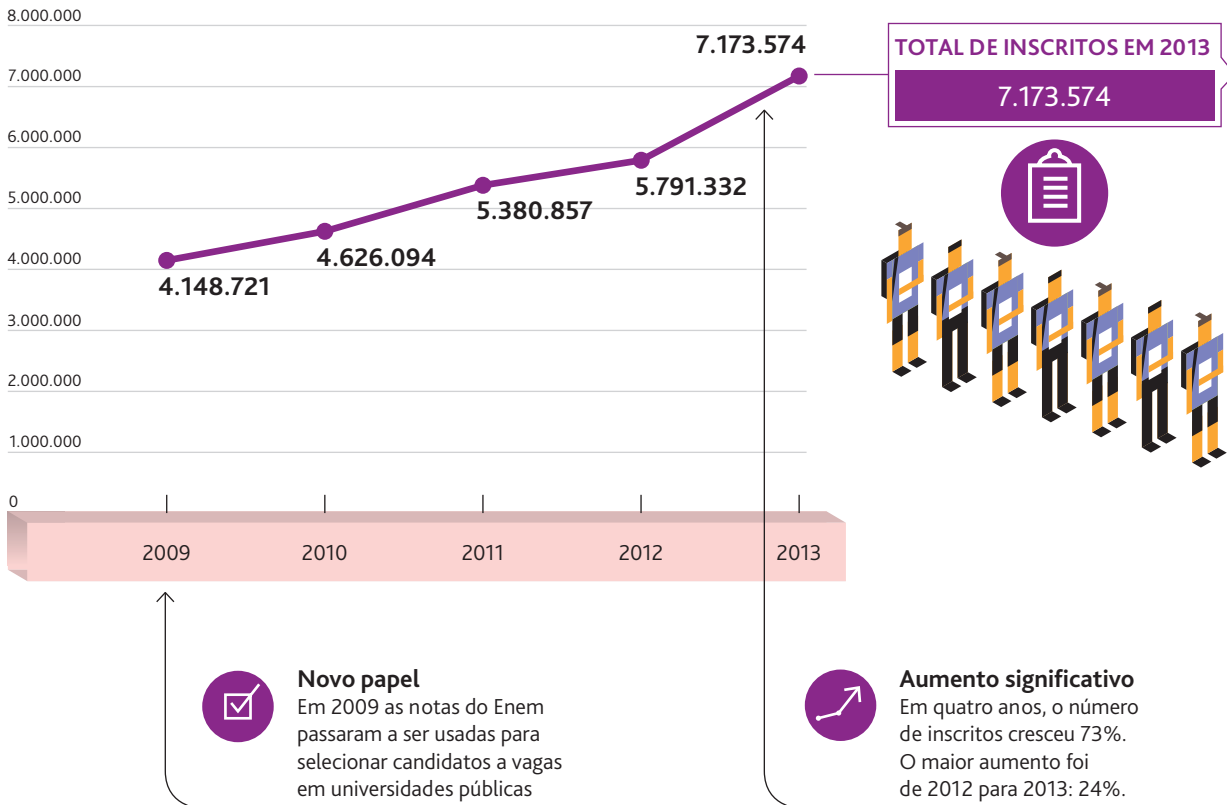 8.000.000
7.173.574
TOTAL DE INSCRITOS EM 2013
7.173.574
7.000.000
6.000.000
5.791.332
5.380.857
5.000.000
4.626.094
4.148.721
4.000.000
3.000.000
2.000.000
1.000.000
0
2009
2010
2011
2012
2013
Novo papel
Em 2009 as notas do Enem
passaram a ser usadas para
selecionar candidatos a vagas
em universidades públicas
Aumento significativo
Em quatro anos, o número
de inscritos cresceu 73%.
O maior aumento foi
de 2012 para 2013: 24%.